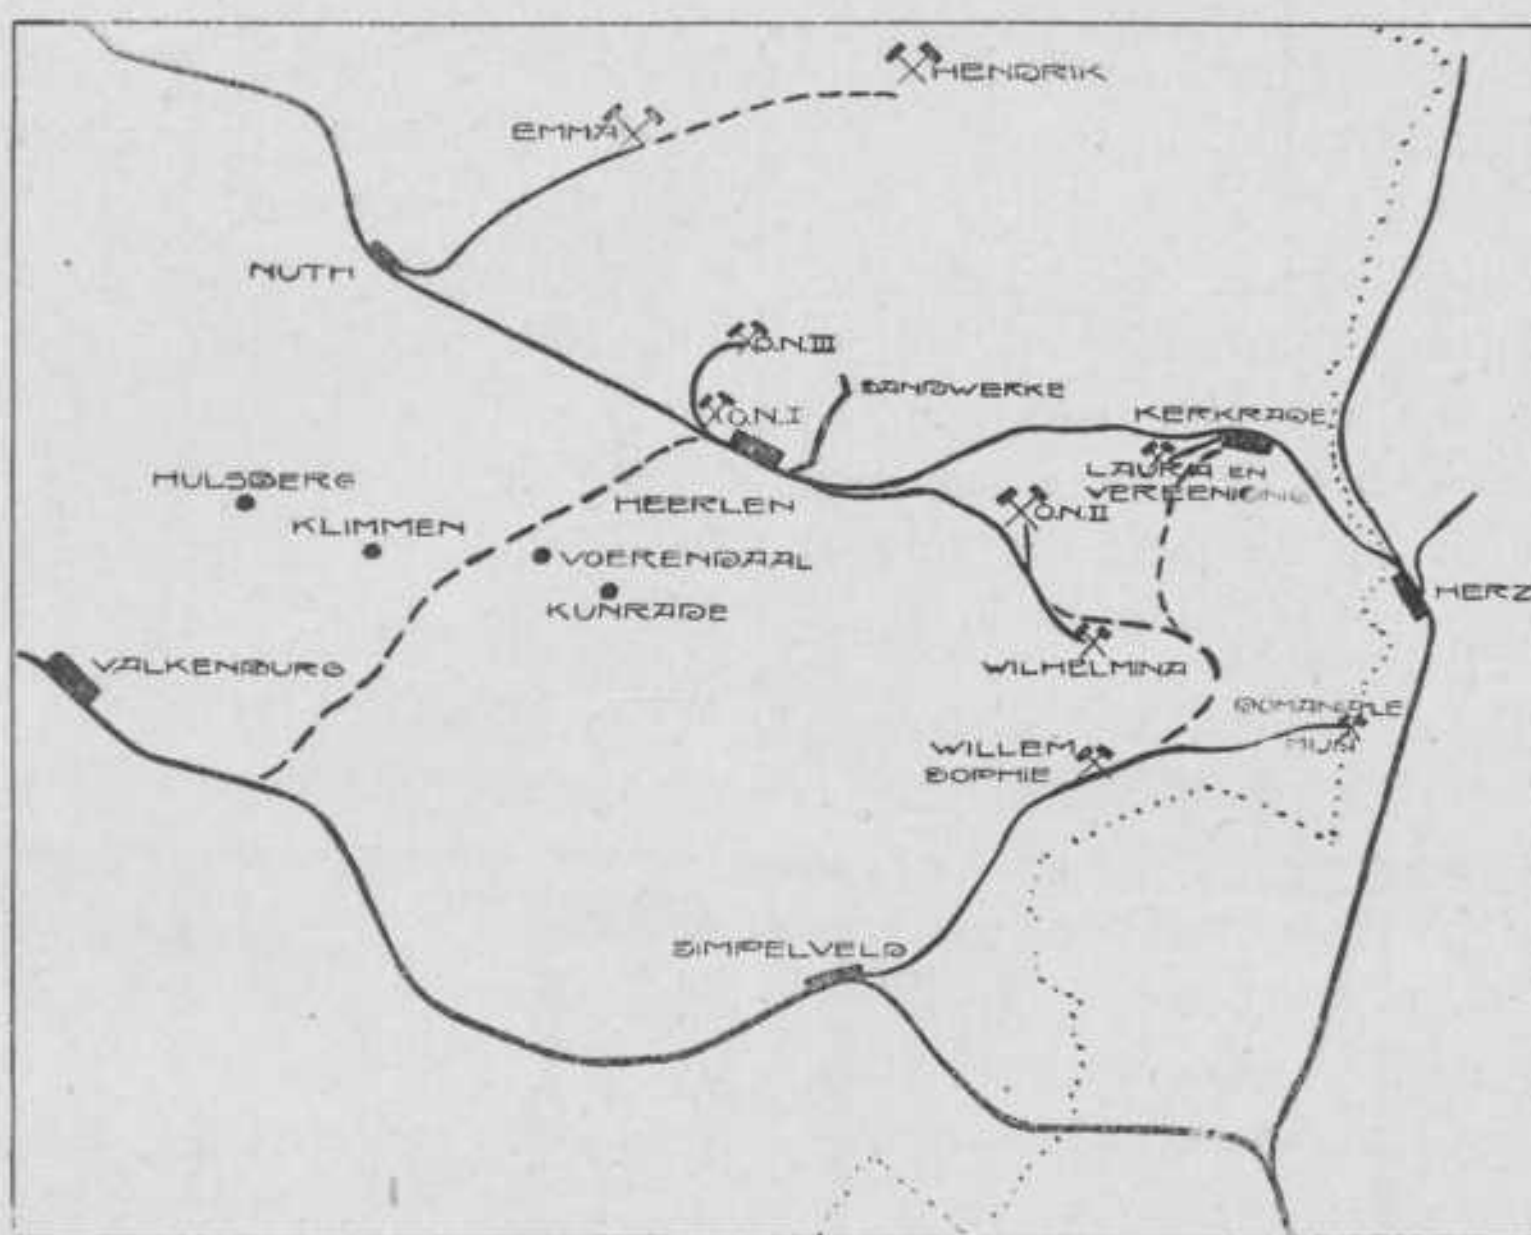 HENDRIK
EMMA
NUTH
O.N.III
O.N.I
SANDWERKE
KERKRADE
LAURA EN
VEREENIGING
HULSBERG
KLIMMEN
HEERLEN
O.N.II
VOERENDAAL
KUNRADE
HERZ
VALKENBURG
WILHELMINA
DOMANIALE
MIJN
WILLEM
SOPHIE
SIMPELVELD